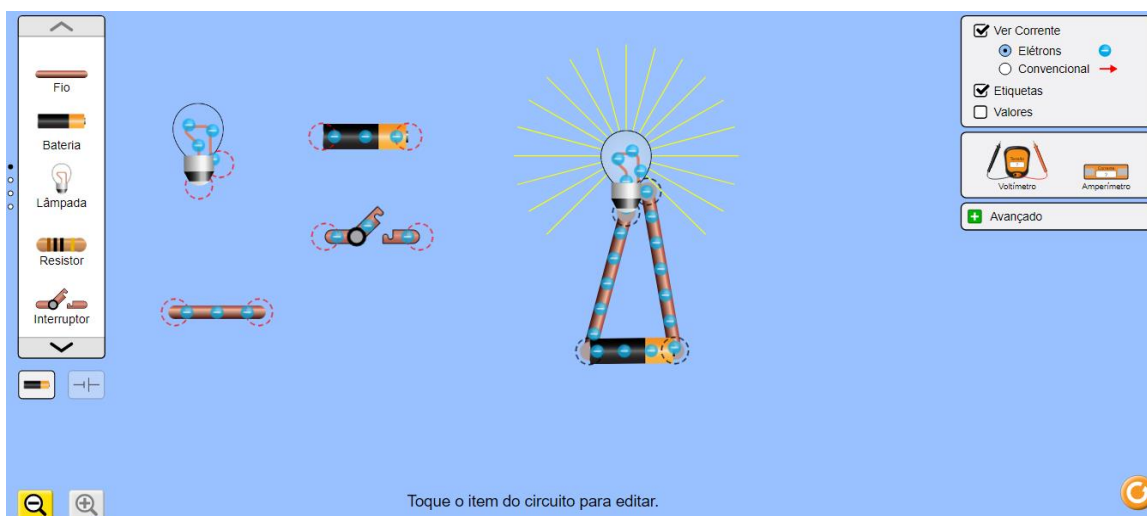 Fio
Bateria
Lâmpada
Resistor
Interruptor
Ver Corrente
Elétrons
Convencional
Etiquetas
Valores
Voltímetro
Amperímetro
Avançado
Toque o item do circuito para editar.